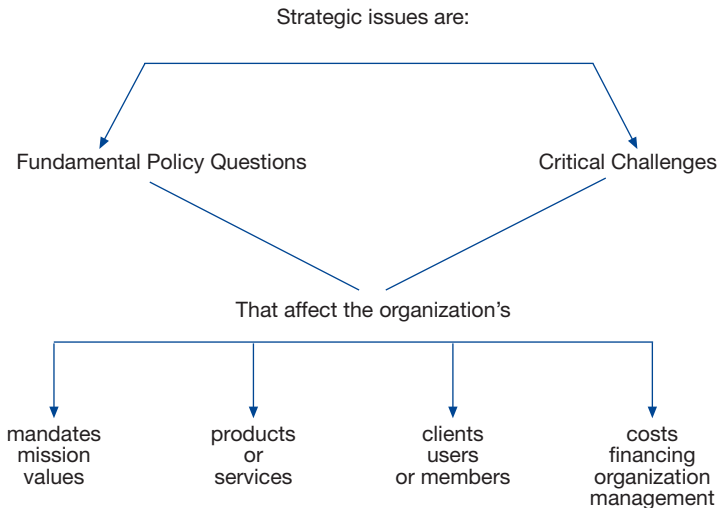 Strategic issues are:
Fundamental Policy Questions
Critical Challenges
That affect the organization's
mandates
mission
values
products
or
services
clients
users
or members
costs
financing
organization
management